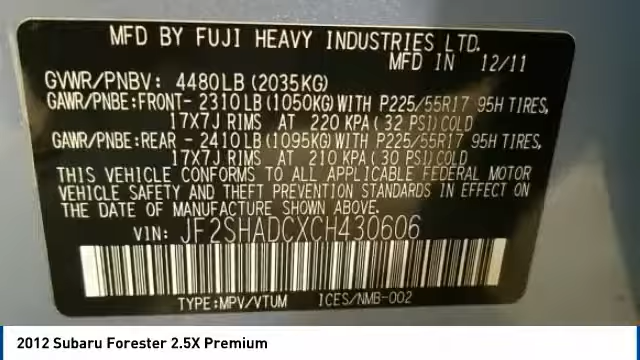 MFD BY FUJI HEAVY INDUSTRIES LTD.
MFD IN 12/11
GVWR/PNBV: 4480LB (2035KG)
GAWR/PNBE:FRONT- 2310LB (1050KG) WITH P225/55R17 95H TIRES,
17X7J RIMS AT 220 KPA (32 PSI) COLD
GAWR/PNBE:REAR - 2410LB (1095KG) WITH P225/55R17 95H TIRES,
17X7J RIMS AT 210 KPA (30 PSI) COLD
THIS VEHICLE CONFORMS TO ALL APPLICABLE FEDERAL MOTOR
VEHICLE SAFETY AND THEFT PREVENTION STANDARDS IN EFFECT ON
THE DATE OF MANUFACTURE SHOWN ABOVE.
VIN: JF2SHADCXCH430606
TYPE:MPV/VTUM ICES/NMB-002
2012 Subaru Forester 2.5X Premium